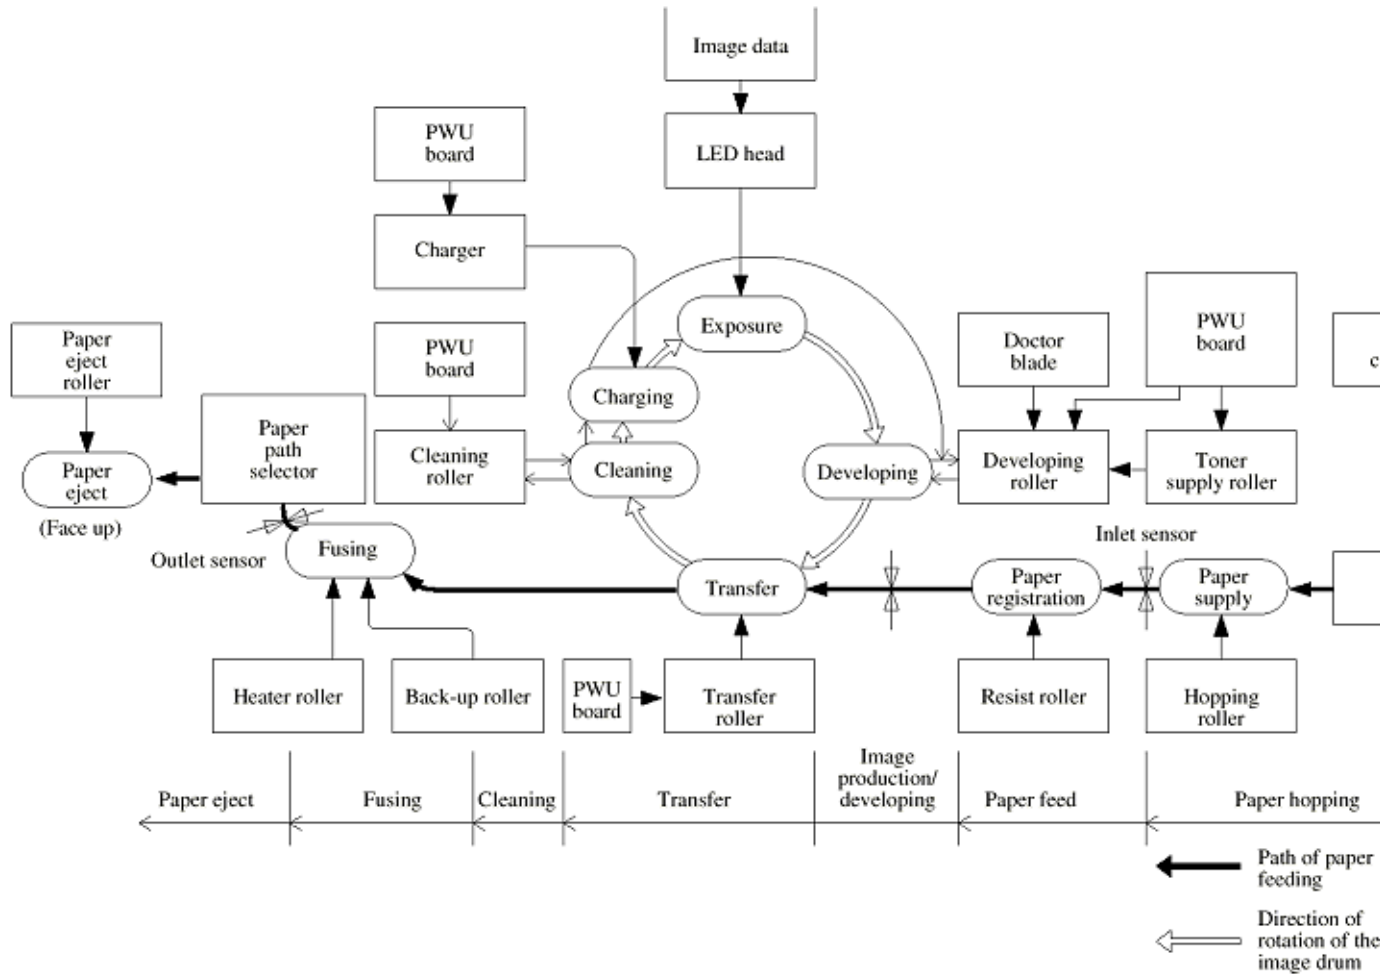 Image data
PWU
board
LED head
Charger
Paper
eject
roller
PWU
board
Exposure
Doctor
blade
PWU
board
c
Charging
Paper
path
selector
Cleaning
roller
Cleaning
Developing
Developing
roller
Toner
supply roller
Paper
eject
(Face up)
Outlet sensor
Fusing
Inlet sensor
Transfer
Paper
registration
Paper
supply
Heater roller
Back-up roller
PWU
board
Transfer
roller
Resist roller
Hopping
roller
Paper eject
Fusing
Cleaning
Transfer
Image
production/
developing
Paper feed
Paper hopping
Path of paper
feeding
Direction of
rotation of the
image drum